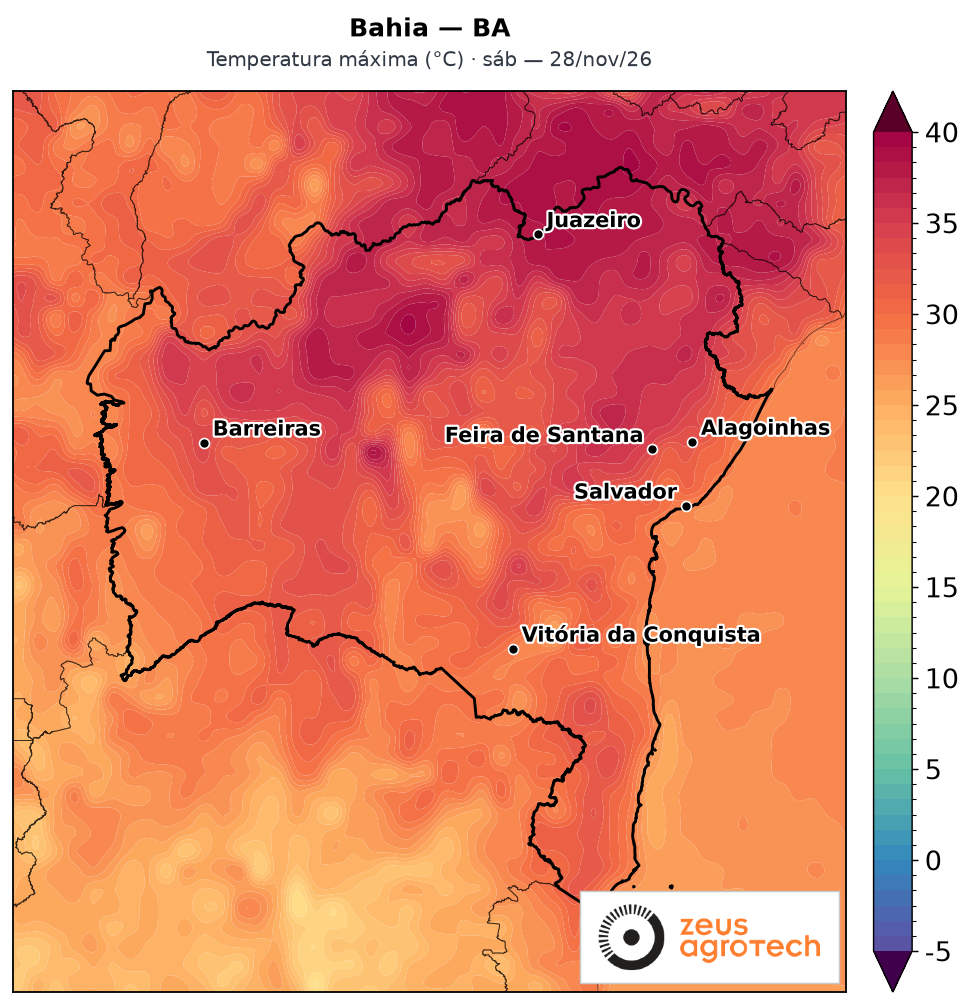 Bahia — BA
Temperatura máxima (°C) · sáb — 28/nov/26
40
35
30
25
20
15
10
5
0
-5
Juazeiro
Barreiras
Feira de Santana
Alagoinhas
Salvador
Vitória da Conquista
zeus
agrotech